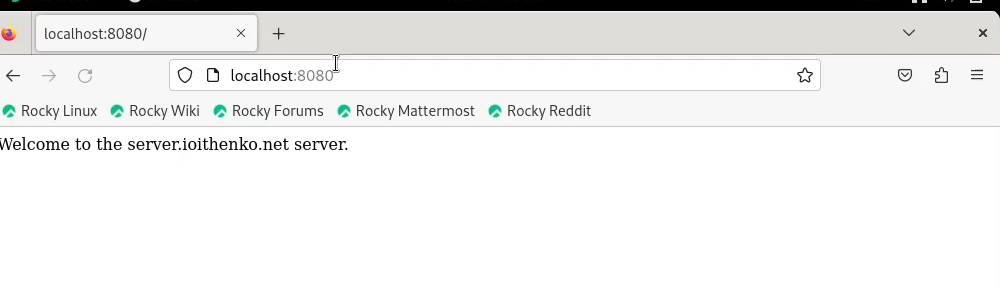 localhost:8080/
localhost:8080
Rocky Linux Rocky Wiki Rocky Forums Rocky Mattermost Rocky Reddit
Welcome to the server.ioithenko.net server.